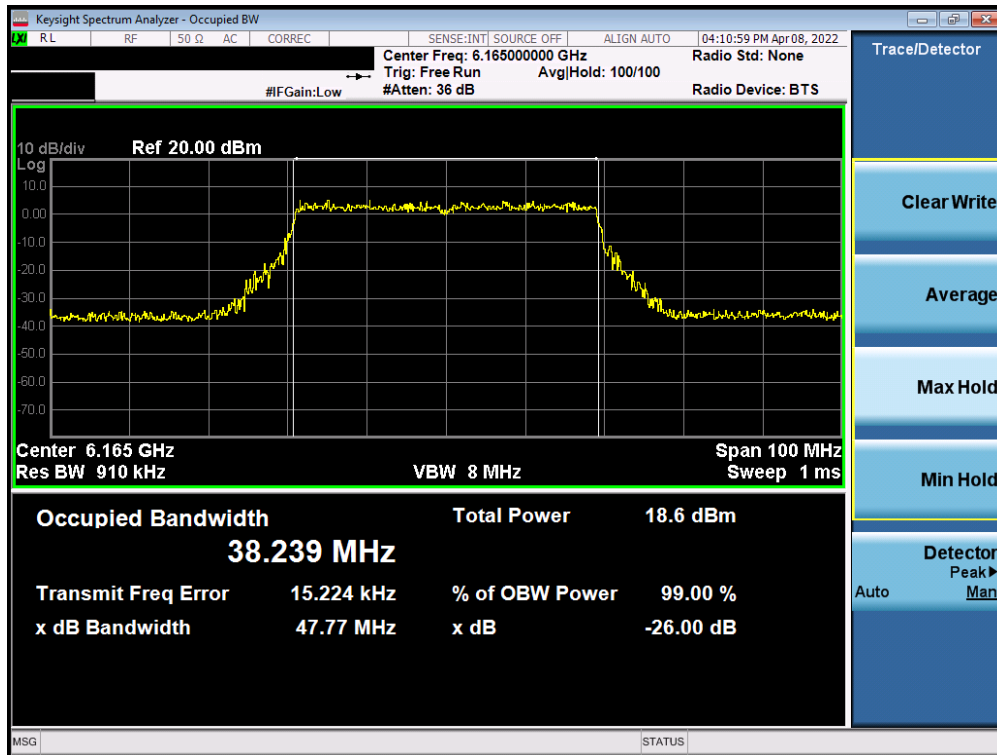 Keysight Spectrum Analyzer - Occupied BW
LXI RL RF 50 Ω AC CORREC SENSE:INT SOURCE OFF ALIGN AUTO 04:10:59 PM Apr 08, 2022
Center Freq: 6.165000000 GHz Radio Std: None
Trig: Free Run Avg|Hold: 100/100
#IFGain:Low #Atten: 36 dB Radio Device: BTS
10 dB/div Ref 20.00 dBm
Log
10.0
0.00
-10.0
-20.0
-30.0
-40.0
-50.0
-60.0
-70.0
Center 6.165 GHz Span 100 MHz
Res BW 910 kHz VBW 8 MHz Sweep 1 ms
Occupied Bandwidth Total Power 18.6 dBm
38.239 MHz
Transmit Freq Error 15.224 kHz % of OBW Power 99.00 %
x dB Bandwidth 47.77 MHz x dB -26.00 dB
MSG STATUS
Trace/Detector
Clear Write
Average
Max Hold
Min Hold
Detector
Peak▶
Auto Man